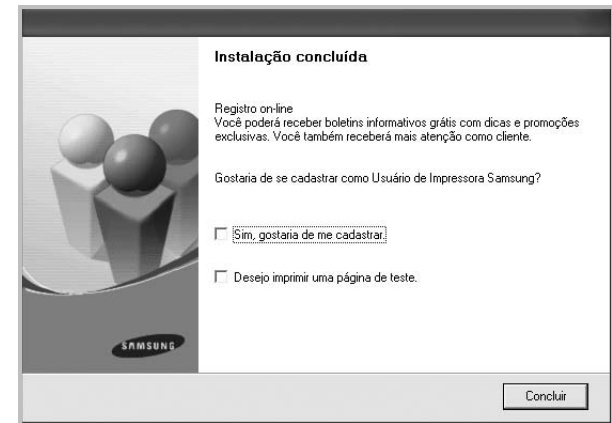 Instalação concluída
Registro on-line
Você poderá receber boletins informativos grátis com dicas e promoções
exclusivas. Você também receberá mais atenção como cliente.
Gostaria de se cadastrar como Usuário de Impressora Samsung?
Sim, gostaria de me cadastrar.
Desejo imprimir uma página de teste.
SAMSUNG
Concluir